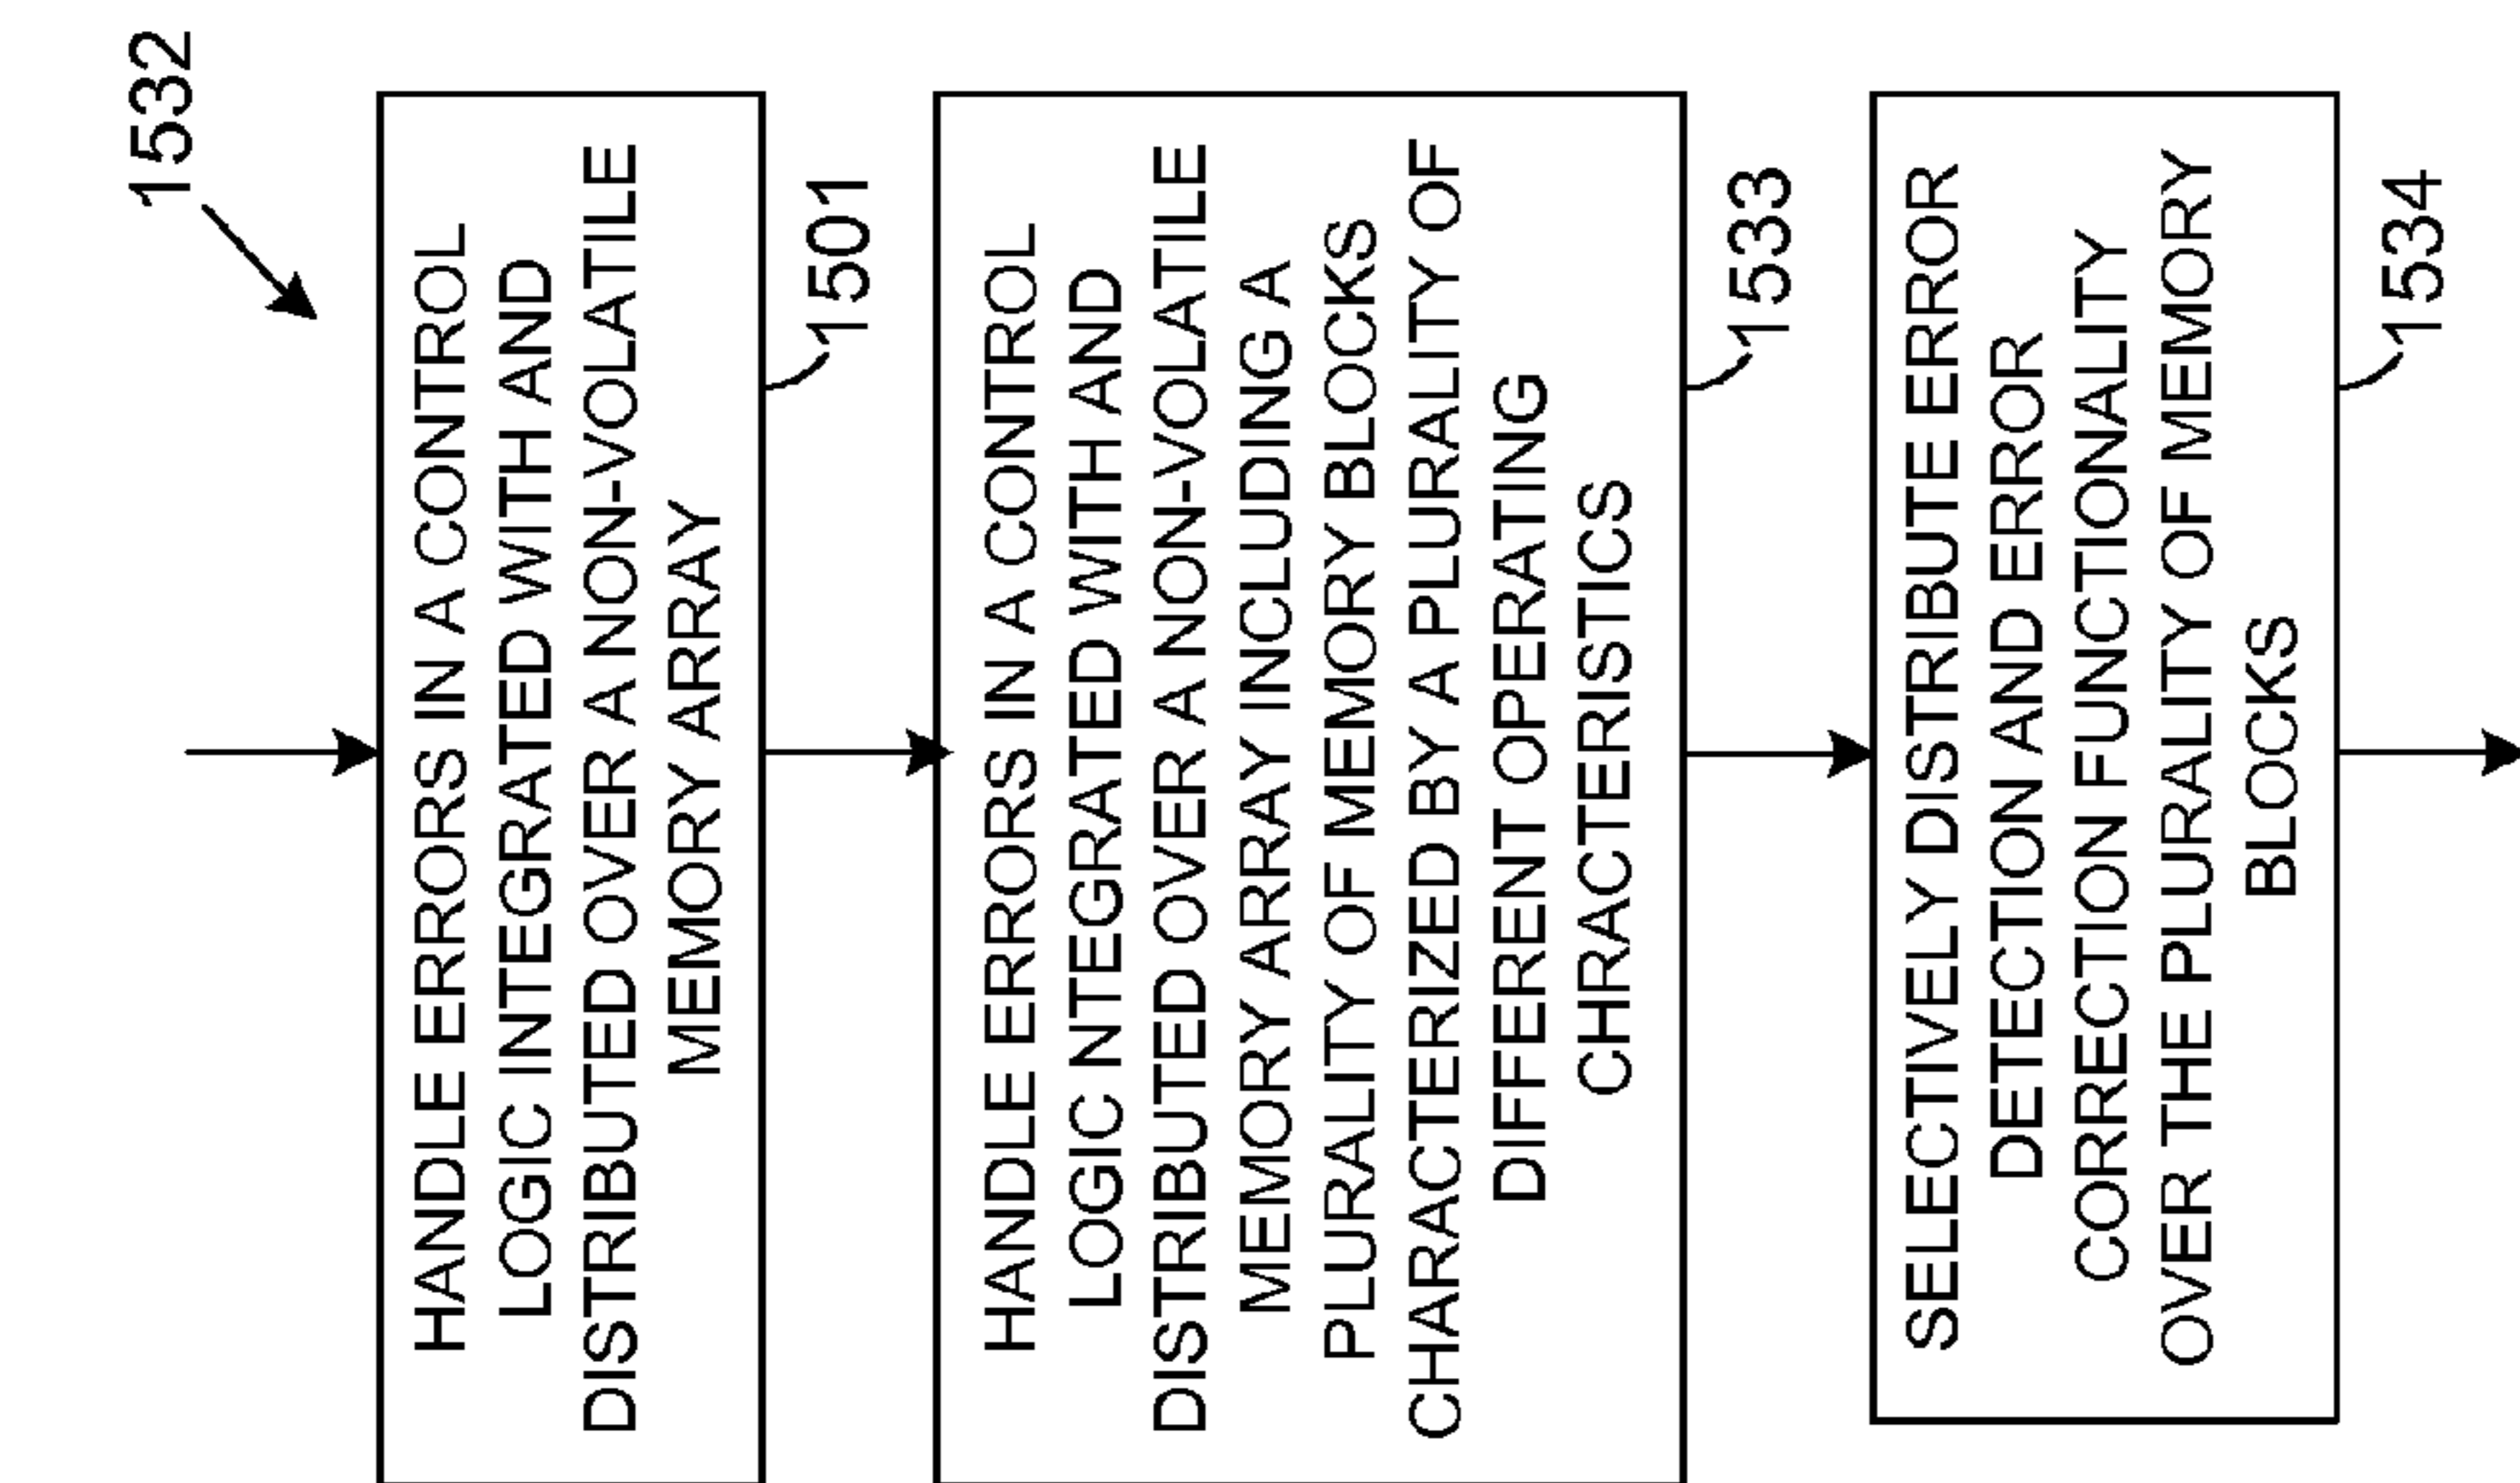 1532
HANDLE ERRORS IN A CONTROL
LOGIC INTEGRATED WITH AND
DISTRIBUTED OVER A NON-VOLATILE
MEMORY ARRAY
1501
HANDLE ERRORS IN A CONTROL
LOGIC NTEGRATED WITH AND
DISTRIBUTED OVER A NON-VOLATILE
MEMORY ARRAY INCLUDING A
PLURALITY OF MEMORY BLOCKS
CHARACTERIZED BY A PLURALITY OF
DIFFERENT OPERATING
CHRACTERISTICS
1533
SELECTIVELY DISTRIBUTE ERROR
DETECTION AND ERROR
CORRECTION FUNCTIONALITY
OVER THE PLURALITY OF MEMORY
BLOCKS
1534